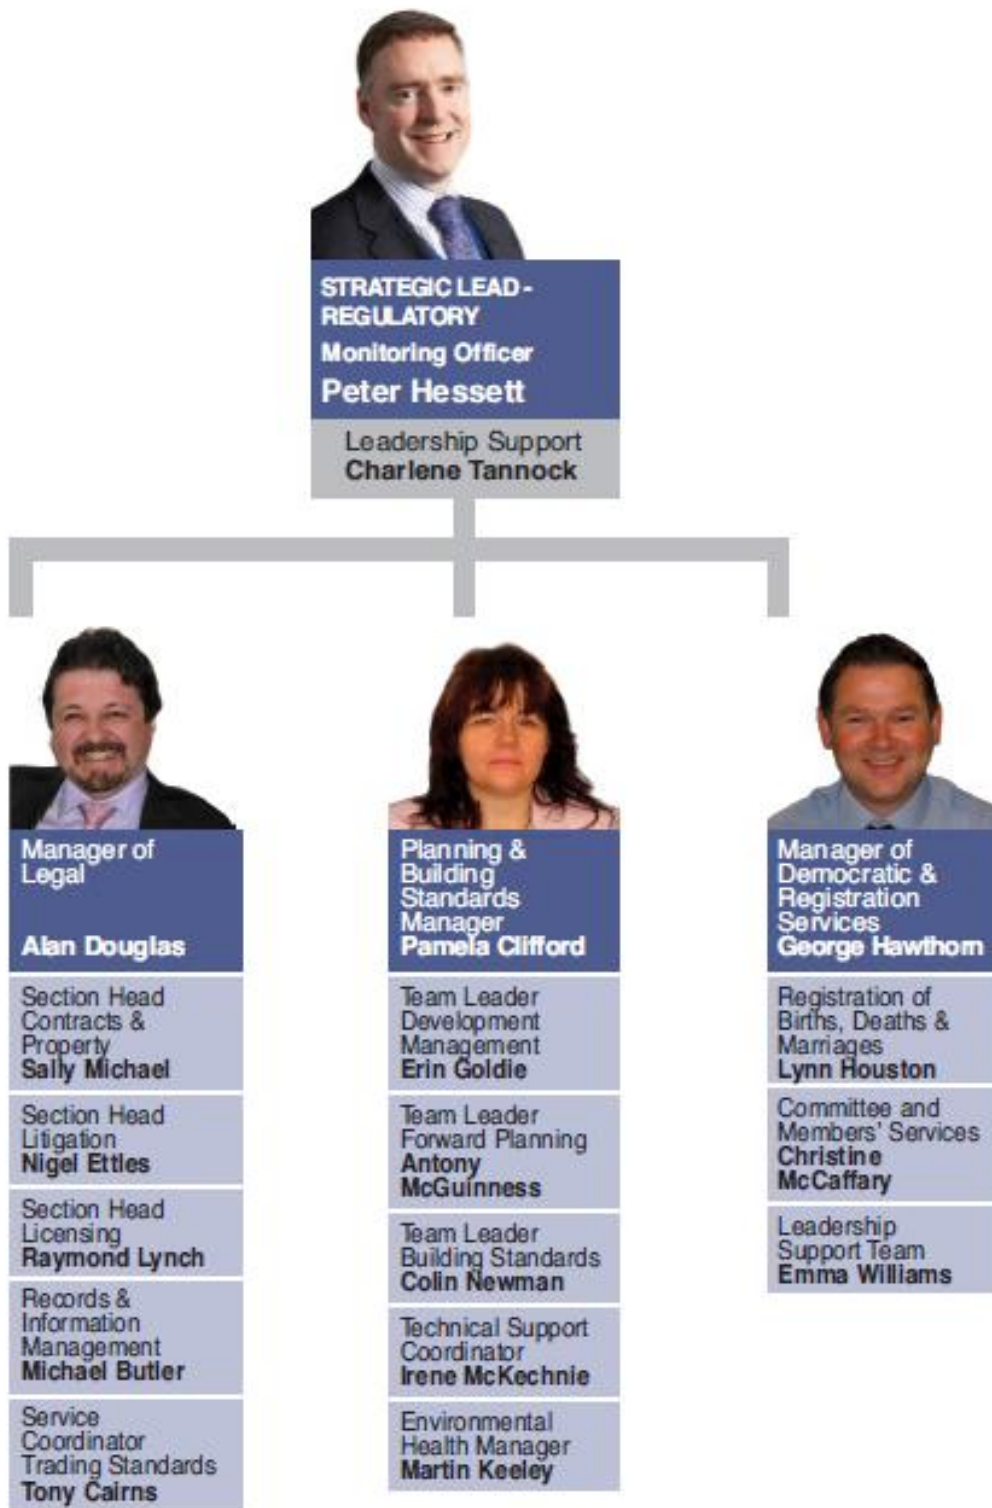 STRATEGIC LEAD -
REGULATORY
Monitoring Officer
Peter Hessett
Leadership Support
Charlene Tannock
Manager of
Legal
Alan Douglas
Section Head
Contracts &
Property
Sally Michael
Section Head
Litigation
Nigel Ettles
Section Head
Licensing
Raymond Lynch
Records &
Information
Management
Michael Butler
Service
Coordinator
Trading Standards
Tony Cairns
Planning &
Building
Standards
Manager
Pamela Clifford
Team Leader
Development
Management
Erin Goldie
Team Leader
Forward Planning
Antony
McGuinness
Team Leader
Building Standards
Colin Newman
Technical Support
Coordinator
Irene McKechnie
Environmental
Health Manager
Martin Keeley
Manager of
Democratic &
Registration
Services
George Hawthorn
Registration of
Births, Deaths &
Marriages
Lynn Houston
Committee and
Members' Services
Christine
McCaffary
Leadership
Support Team
Emma Williams